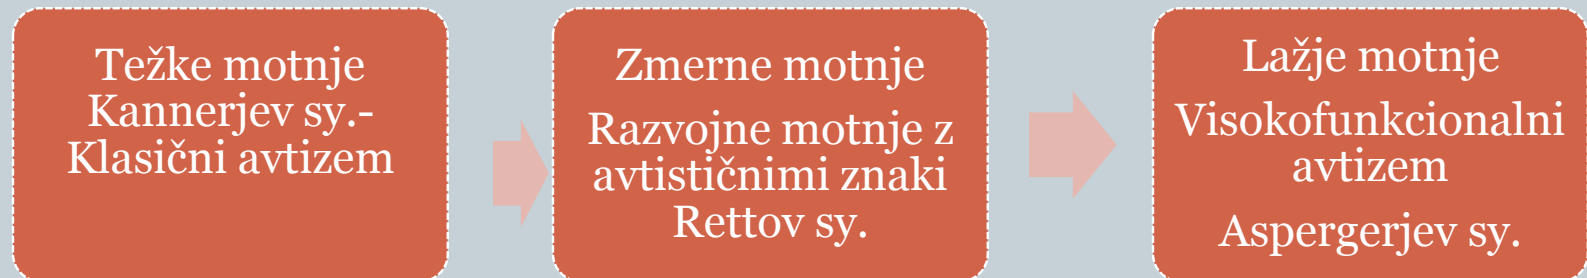 Težke motnje
Kannerjev sy.-
Klasični avtizem
Zmerne motnje
Razvojne motnje z
avtističnimi znaki
Rettov sy.
Lažje motnje
Visokofunkcionalni
avtizem
Aspergerjev sy.